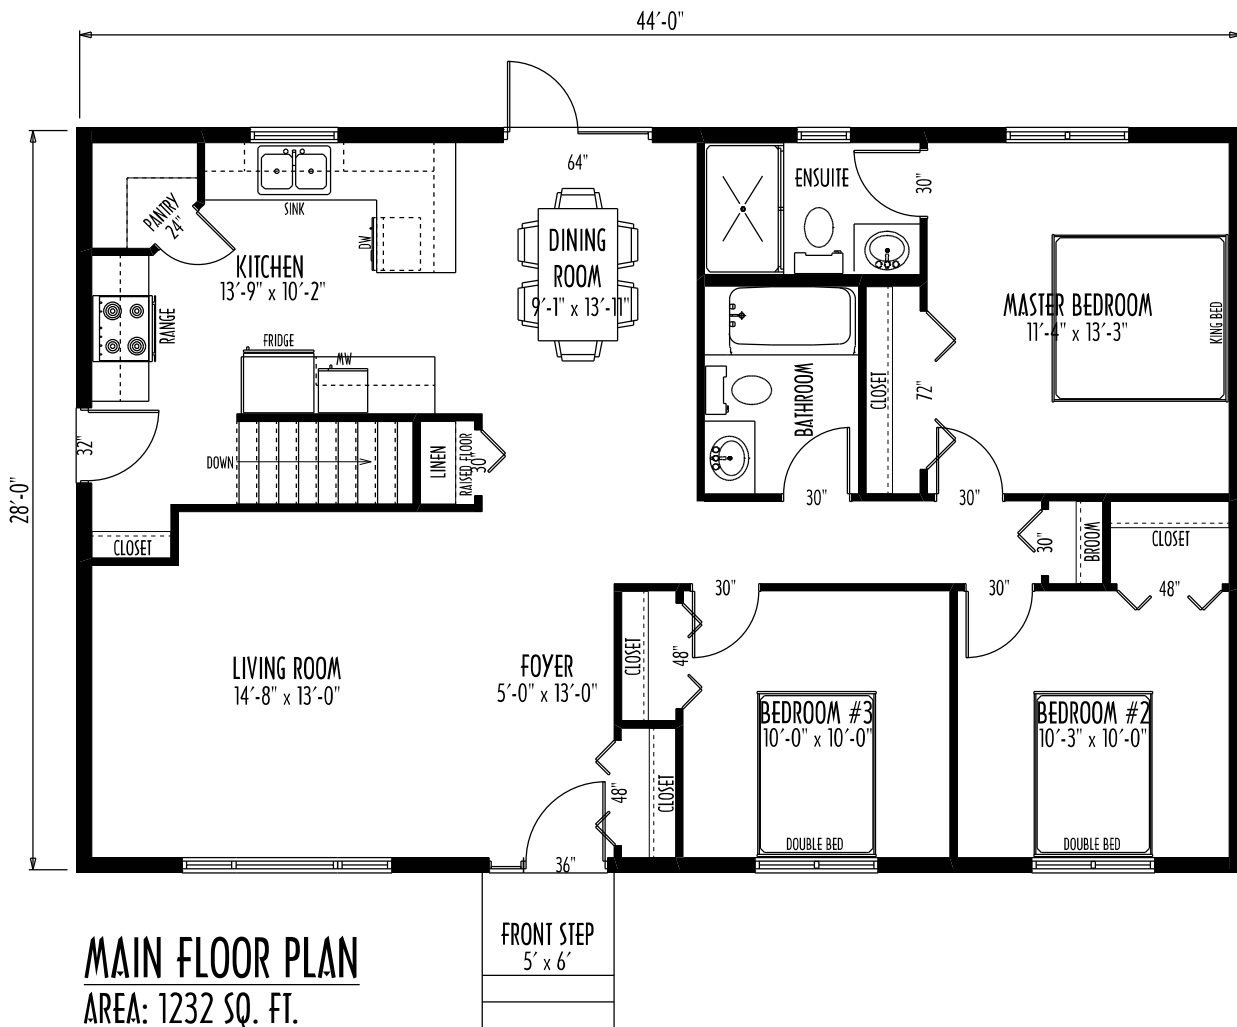 44'-0"
28'-0"
64"
ENSUITE
30"
PANTRY
24"
SINK
DW
KITCHEN
13'-9" x 10'-2"
DINING
ROOM
9'-1" x 13'-11"
MASTER BEDROOM
11'-4" x 13'-3"
KING BED
RANGE
FRIDGE
MW
BATHROOM
CLOSET
72"
32"
DOWN
LINEN
RAISED FLOOR
30"
30"
30"
CLOSET
30"
BROOM
CLOSET
48"
30"
30"
CLOSET
48"
LIVING ROOM
14'-8" x 13'-0"
FOYER
5'-0" x 13'-0"
BEDROOM #3
10'-0" x 10'-0"
BEDROOM #2
10'-3" x 10'-0"
48"
CLOSET
DOUBLE BED
DOUBLE BED
36"
FRONT STEP
5' x 6'
MAIN FLOOR PLAN
AREA: 1232 SQ. FT.